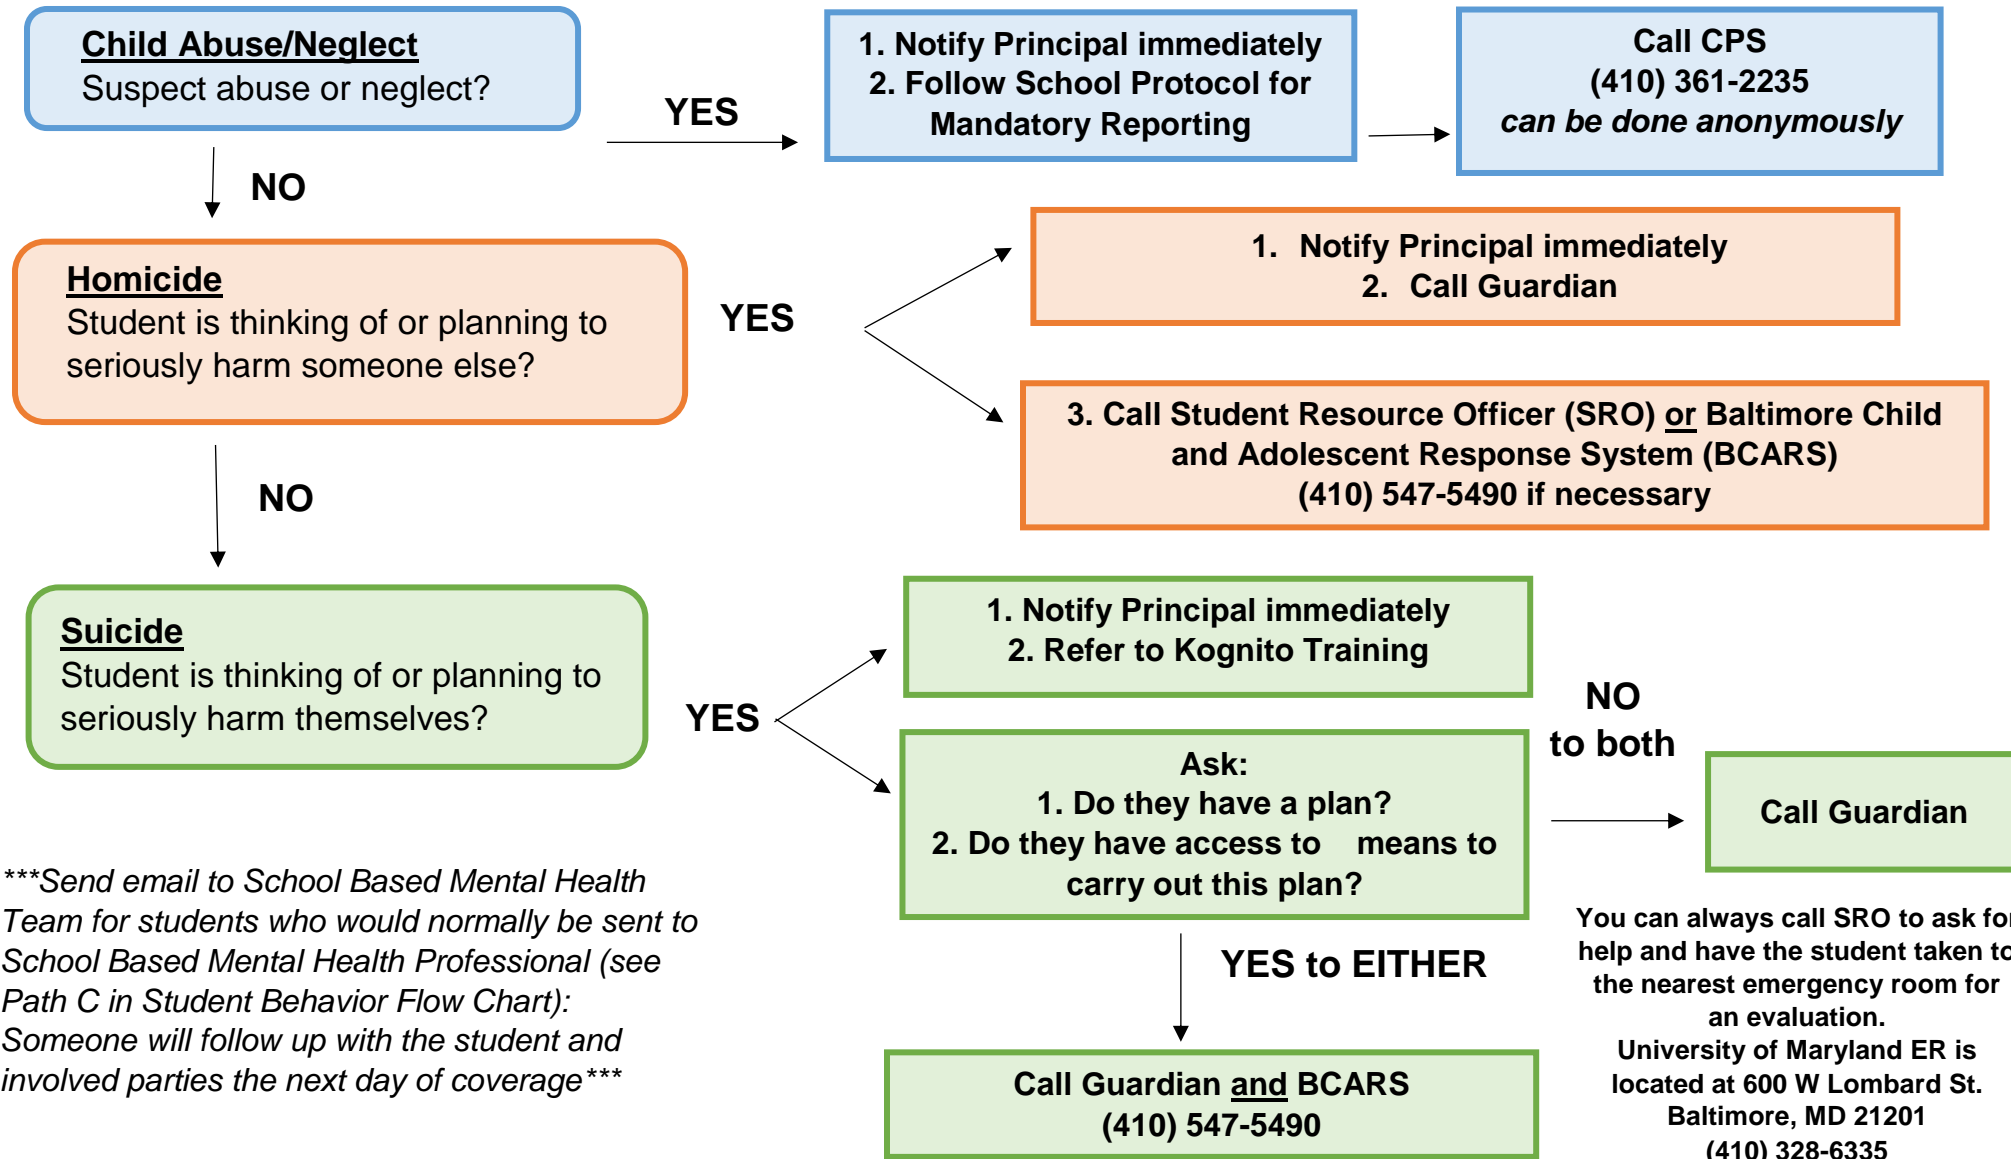 Child Abuse/Neglect
Suspect abuse or neglect?
YES
1. Notify Principal immediately
2. Follow School Protocol for
Mandatory Reporting
Call CPS
(410) 361-2235
can be done anonymously
NO
Homicide
Student is thinking of or planning to
seriously harm someone else?
YES
1. Notify Principal immediately
2. Call Guardian
3. Call Student Resource Officer (SRO) or Baltimore Child
and Adolescent Response System (BCARS)
(410) 547-5490 if necessary
NO
Suicide
Student is thinking of or planning to
seriously harm themselves?
YES
1. Notify Principal immediately
2. Refer to Kognito Training
Ask:
1. Do they have a plan?
2. Do they have access to means to
carry out this plan?
NO
to both
Call Guardian
YES to EITHER
Call Guardian and BCARS
(410) 547-5490
You can always call SRO to ask for
help and have the student taken to
the nearest emergency room for
an evaluation.
University of Maryland ER is
located at 600 W Lombard St.
Baltimore, MD 21201
(410) 328-6335
***Send email to School Based Mental Health
Team for students who would normally be sent to
School Based Mental Health Professional (see
Path C in Student Behavior Flow Chart):
Someone will follow up with the student and
involved parties the next day of coverage***